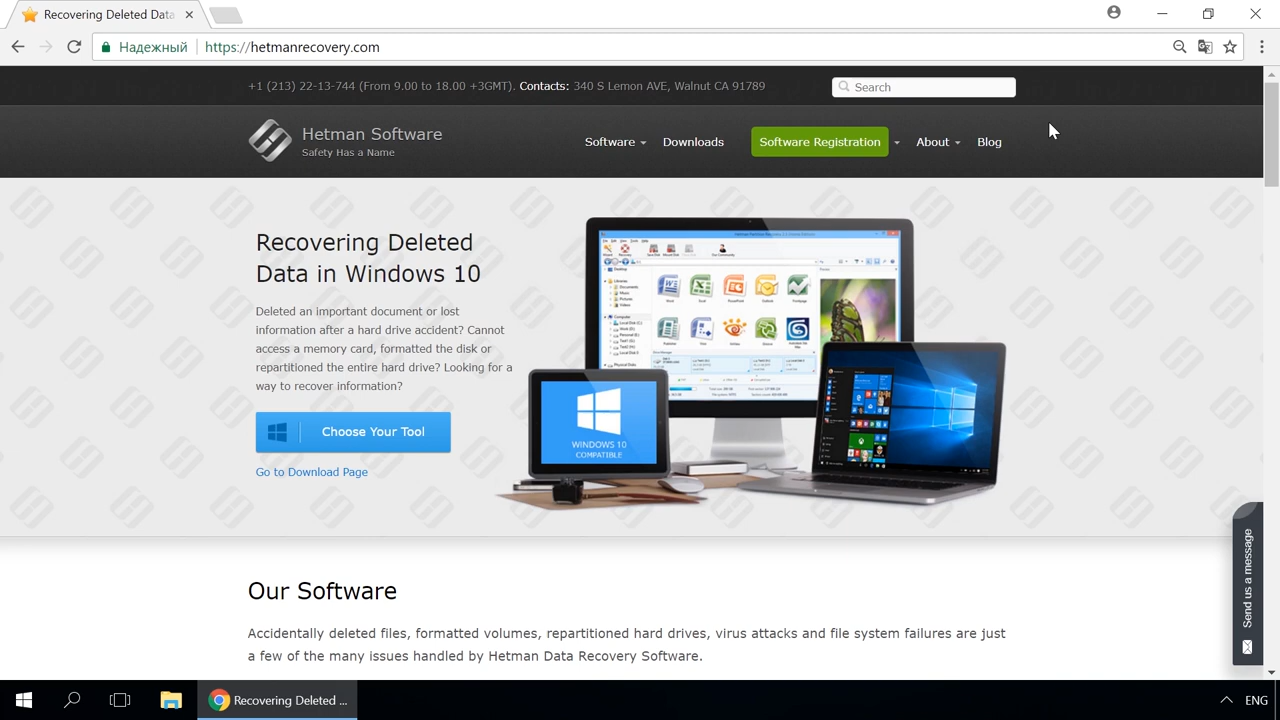 Recovering Deleted Data
Надежный
https://hetmanrecovery.com
+1 (213) 22-13-744 (From 9.00 to 18.00 +3GMT). Contacts: 340 S Lemon AVE, Walnut CA 91789
Search
Hetman Software
Safety Has a Name
Software
Downloads
Software Registration
About
Blog
Recovering Deleted
Data in Windows 10
Deleted an important document or lost
information after hard drive accident? Cannot
access a memory card, formatted the disk or
repartitioned the entire hard drive? Looking for a
way to recover information?
Choose Your Tool
Go to Download Page
WINDOWS 10
COMPATIBLE
Send us a message
Our Software
Accidentally deleted files, formatted volumes, repartitioned hard drives, virus attacks and file system failures are just
a few of the many issues handled by Hetman Data Recovery Software.
Recovering Deleted ...
ENG